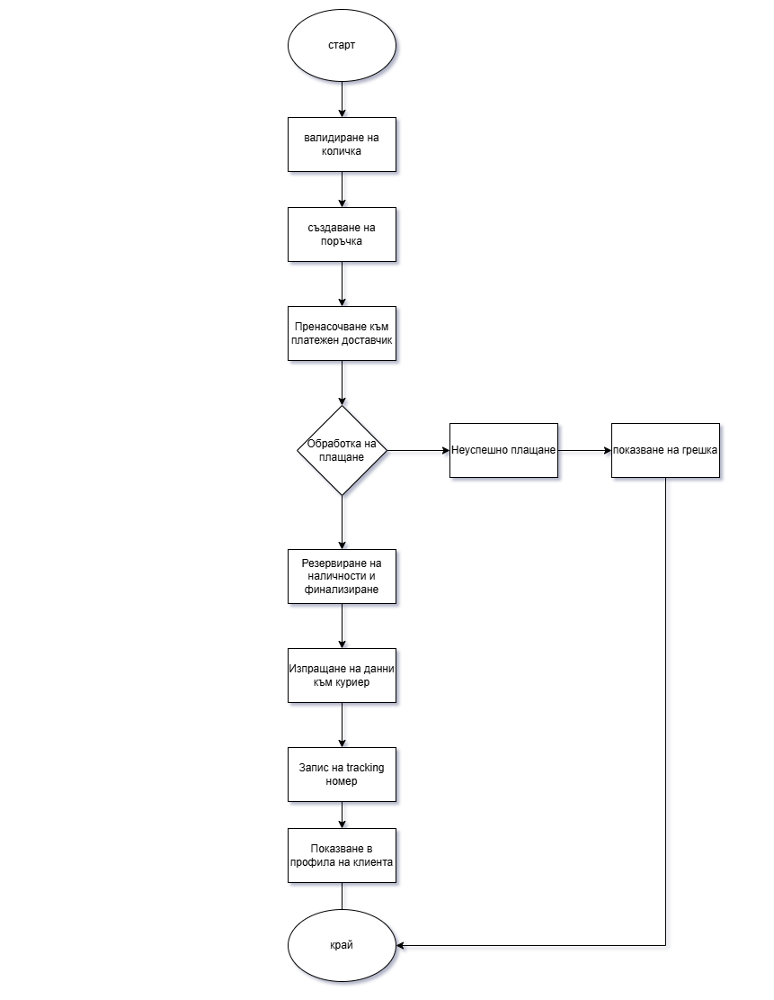 старт
валидиране на
количка
създаване на
поръчка
Пренасочване към
платежен доставчик
Обработка на
плащане
Неуспешно плащане
показване на грешка
Резервиране на
наличности и
финализиране
Изпращане на данни
към куриер
Запис на tracking
номер
Показване в
профила на клиента
край